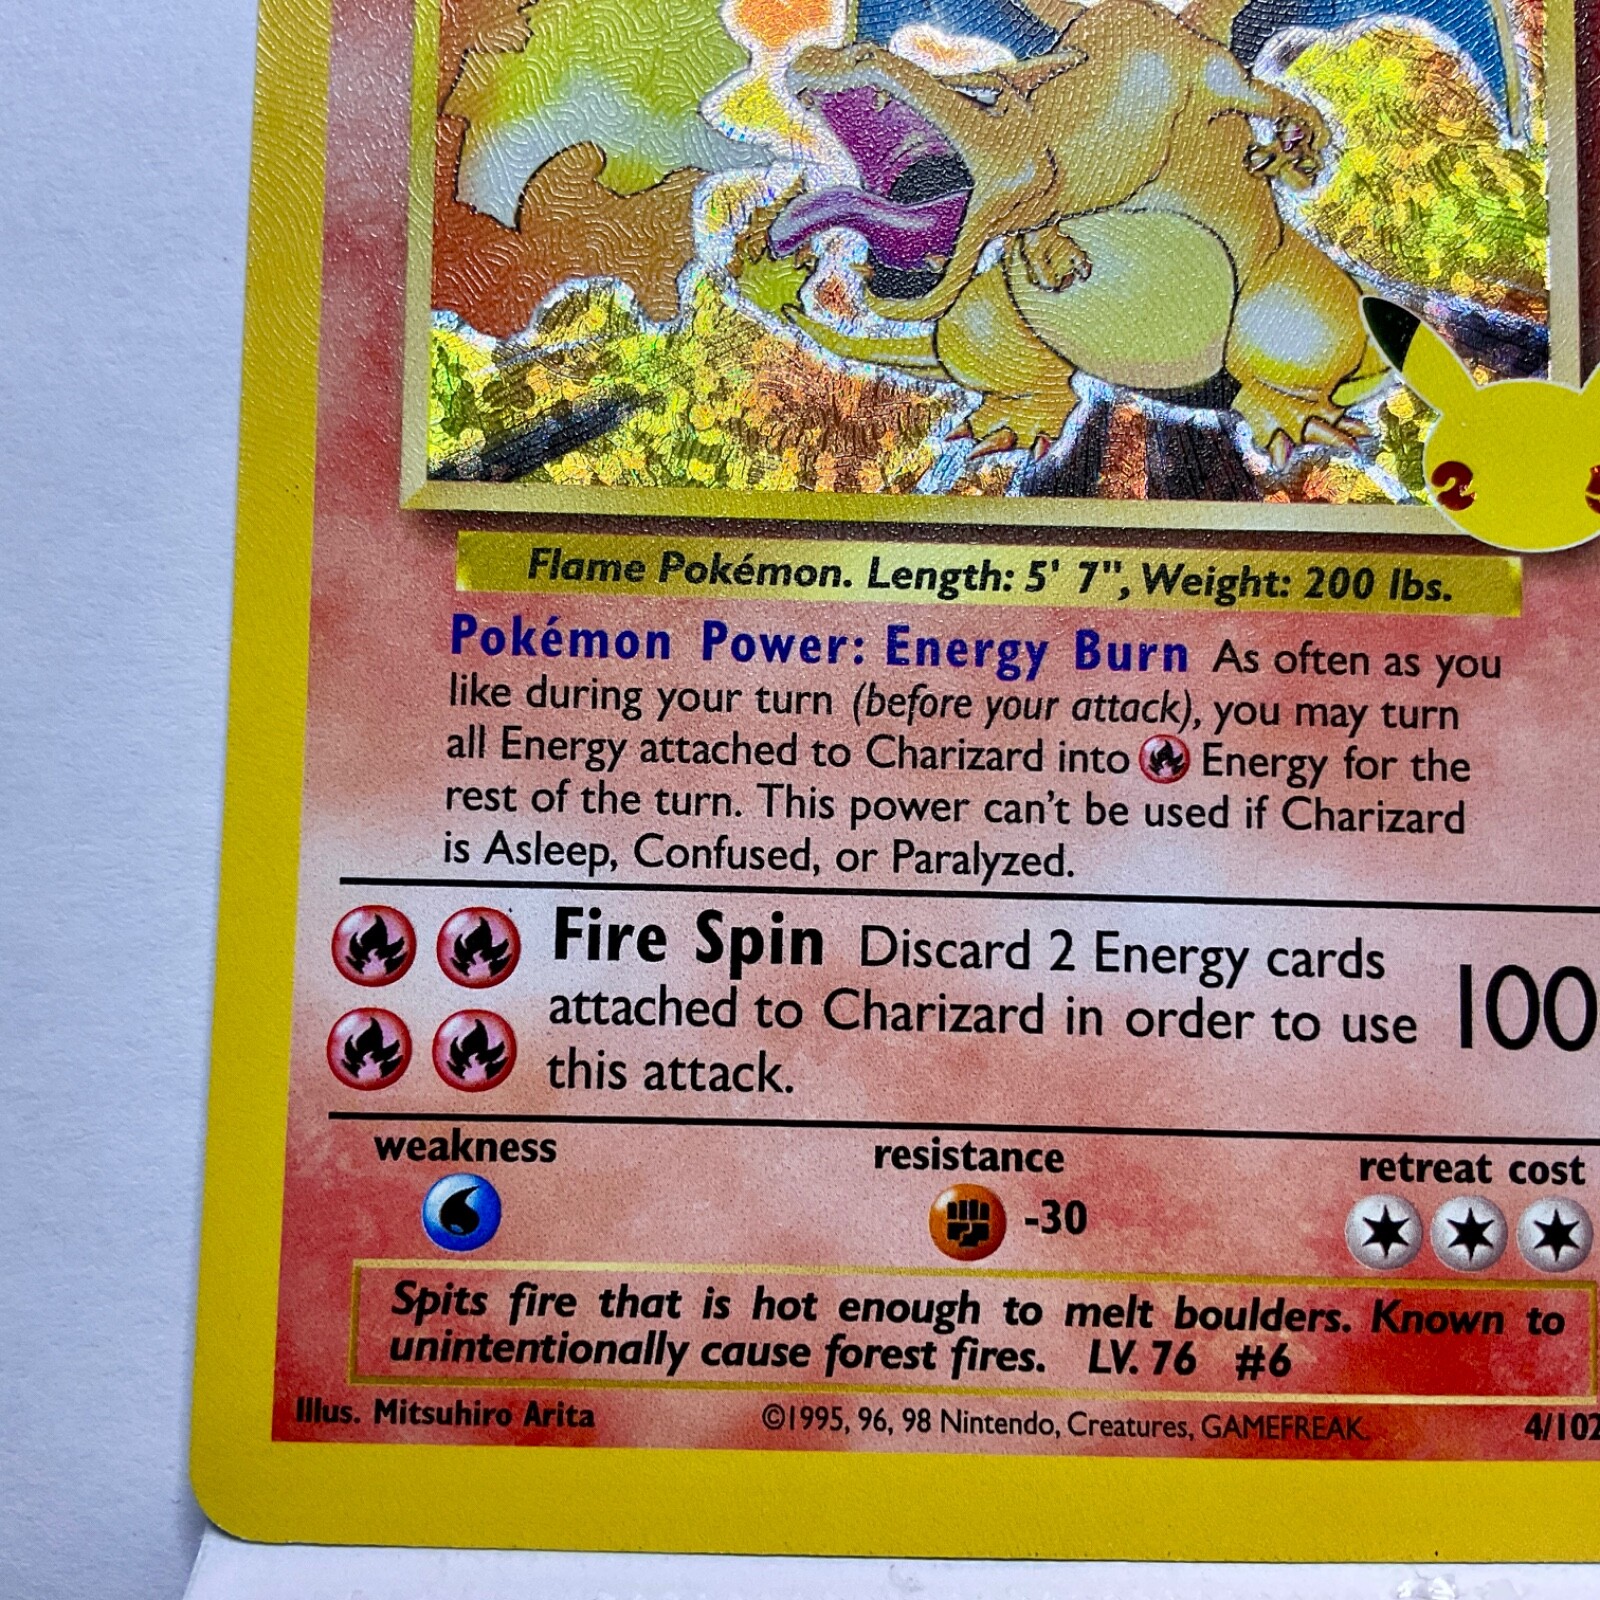 25
Flame Pokémon. Length: 5' 7", Weight: 200 lbs.
Pokémon Power: Energy Burn As often as you
like during your turn (before your attack), you may turn
all Energy attached to Charizard into Energy for the
rest of the turn. This power can't be used if Charizard
is Asleep, Confused, or Paralyzed.
Fire Spin Discard 2 Energy cards
attached to Charizard in order to use
this attack.
100
weakness
resistance
retreat cost
-30
Spits fire that is hot enough to melt boulders. Known to
unintentionally cause forest fires. LV. 76 #6
Illus. Mitsuhiro Arita
©1995, 96, 98 Nintendo, Creatures, GAMEFREAK.
4/102